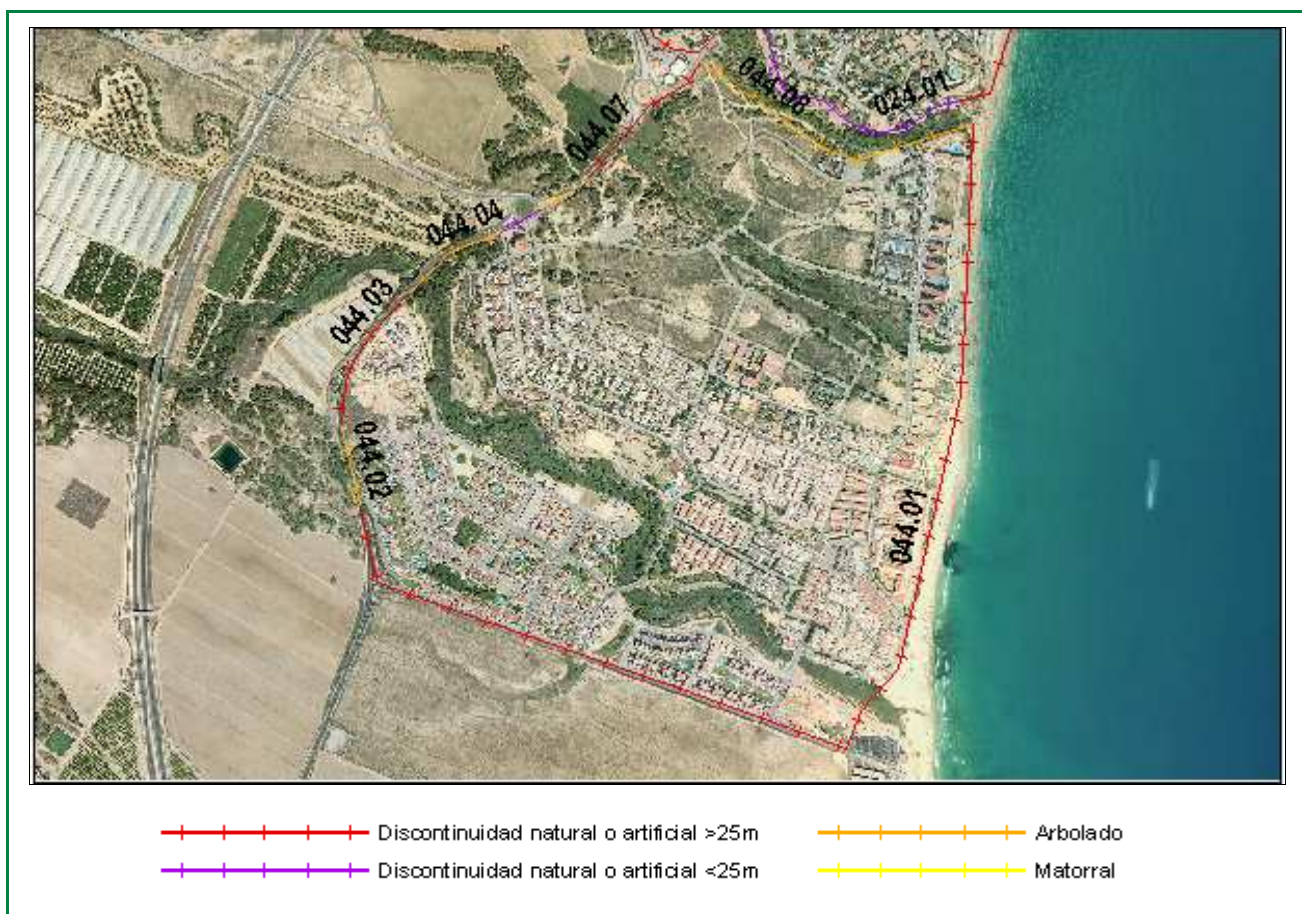 044.08
024.01
044.07
044.04
044.03
044.02
044.01
Discontinuidad natural o artificial >25m
Arbolado
Discontinuidad natural o artificial <25m
Matorral